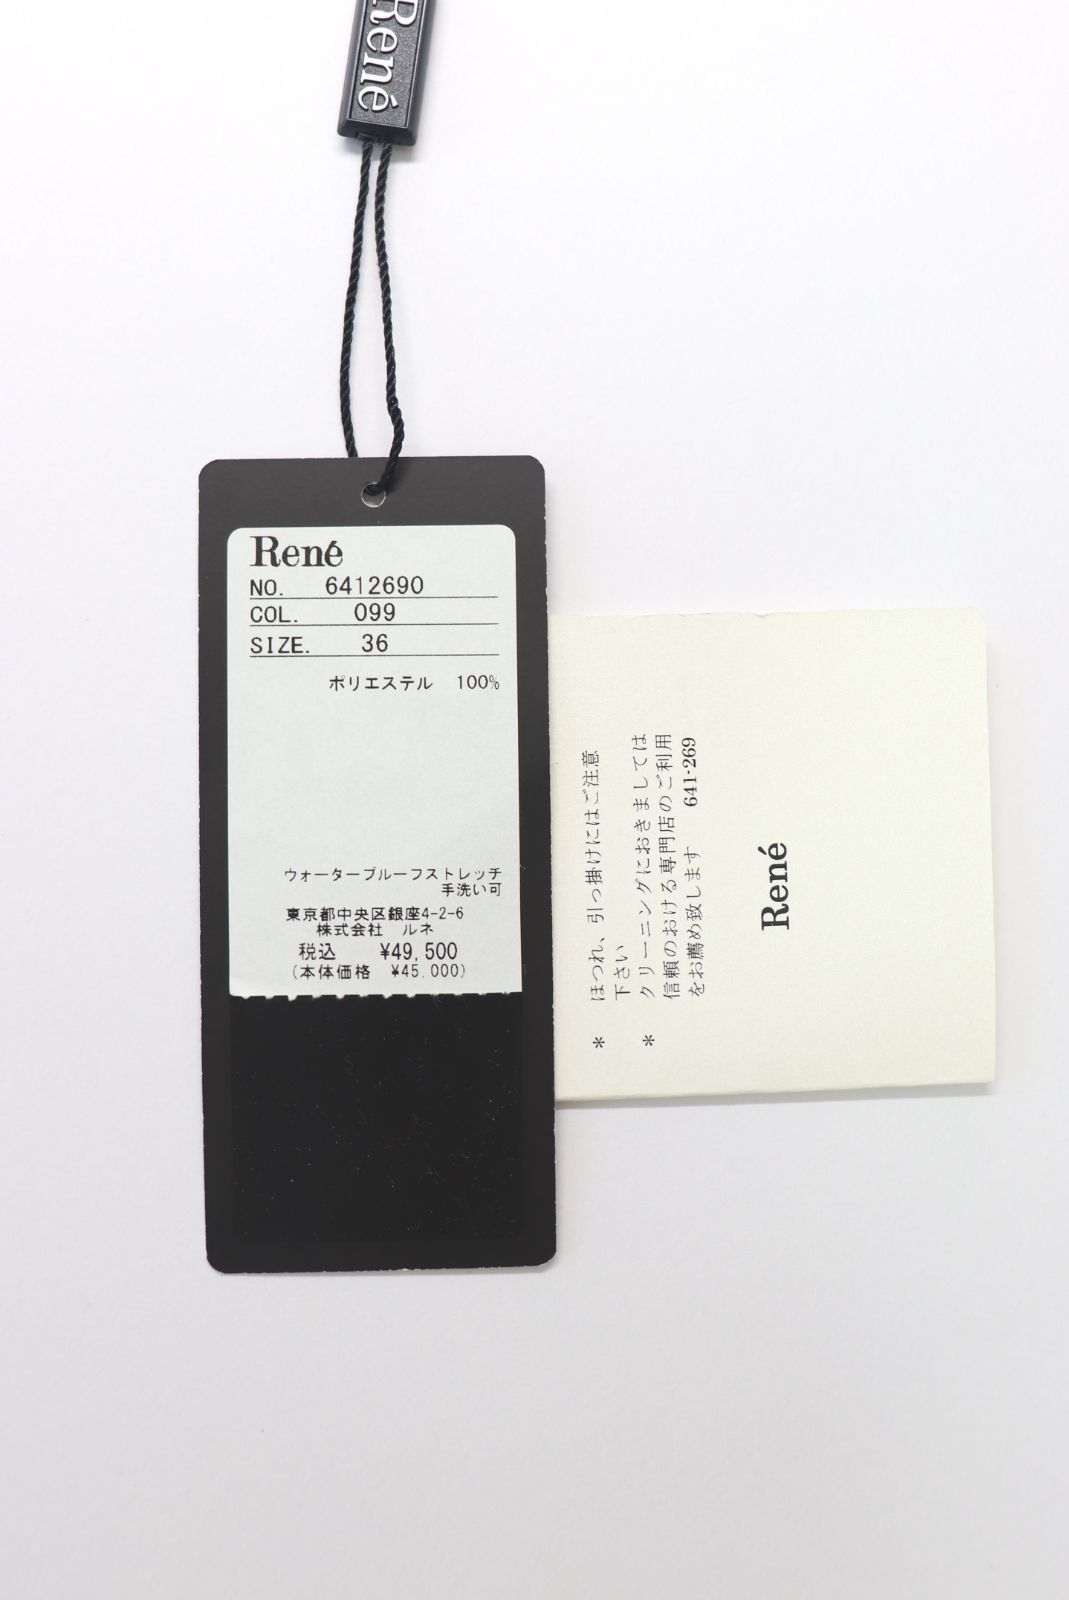 René
René
NO. 6412690
COL. 099
SIZE. 36
ポリエステル 100%
ウォータープルーフストレッチ
手洗い可
東京都中央区銀座4-2-6
株式会社 ルネ
税込 ¥49,500
(本体価格 ¥45,000)
* ほつれ、引っ掛けにはご注意
下さい
* クリーニングにおきましては
信頼のおける専門店のご利用
をお薦め致します 641-269
René